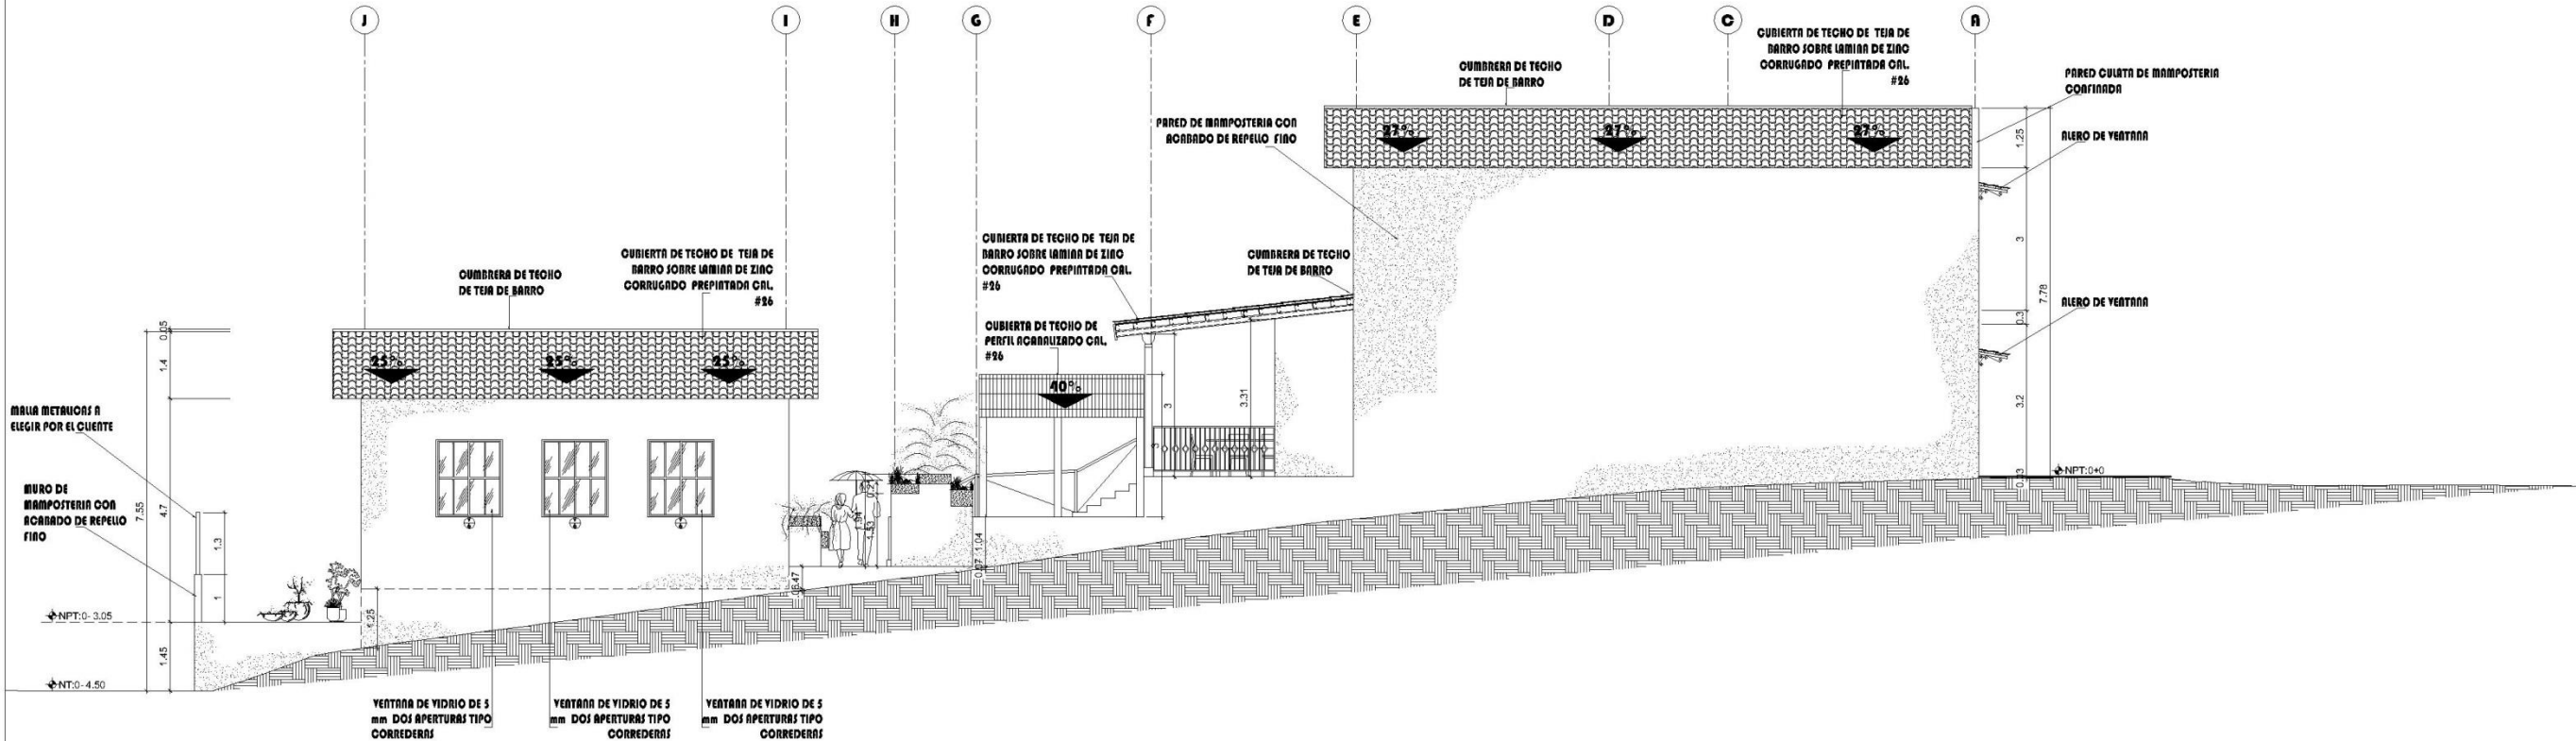 J
I
H
G
F
E
D
C
A
CUBIERTA DE TECHO DE TEJA DE
BARRO SOBRE LAMINA DE ZINC
CORRUGADO PREPINTADA CAL.
#26
CUMBRERA DE TECHO
DE TEJA DE BARRO
PARED CULATA DE MAMPOSTERIA
CONFINADA
PARED DE MAMPOSTERIA CON
ACABADO DE REPELLO FINO
27%
27%
27%
1.25
ALERO DE VENTANA
3
7.78
0.3
ALERO DE VENTANA
3.2
NPT:0+0
CUBIERTA DE TECHO DE TEJA DE
BARRO SOBRE LAMINA DE ZINC
CORRUGADO PREPINTADA CAL.
#26
CUMBRERA DE TECHO
DE TEJA DE BARRO
CUBIERTA DE TECHO DE TEJA DE
BARRO SOBRE LAMINA DE ZINC
CORRUGADO PREPINTADA CAL.
#26
CUMBRERA DE TECHO
DE TEJA DE BARRO
CUBIERTA DE TECHO DE
PERFIL ACANALIZADO CAL.
#26
40%
3
3.31
3
0.05
1.4
25%
25%
25%
MALLA METALICAS A
ELEGIR POR EL CLIENTE
MURO DE
MAMPOSTERIA CON
ACABADO DE REPELLO
FINO
7.55
4.7
1.3
1
1.04
NPT:0- 3.05
1.45
NT:0- 4.50
VENTANA DE VIDRIO DE 5
mm DOS APERTURAS TIPO
CORREDERAS
VENTANA DE VIDRIO DE 5
mm DOS APERTURAS TIPO
CORREDERAS
VENTANA DE VIDRIO DE 5
mm DOS APERTURAS TIPO
CORREDERAS